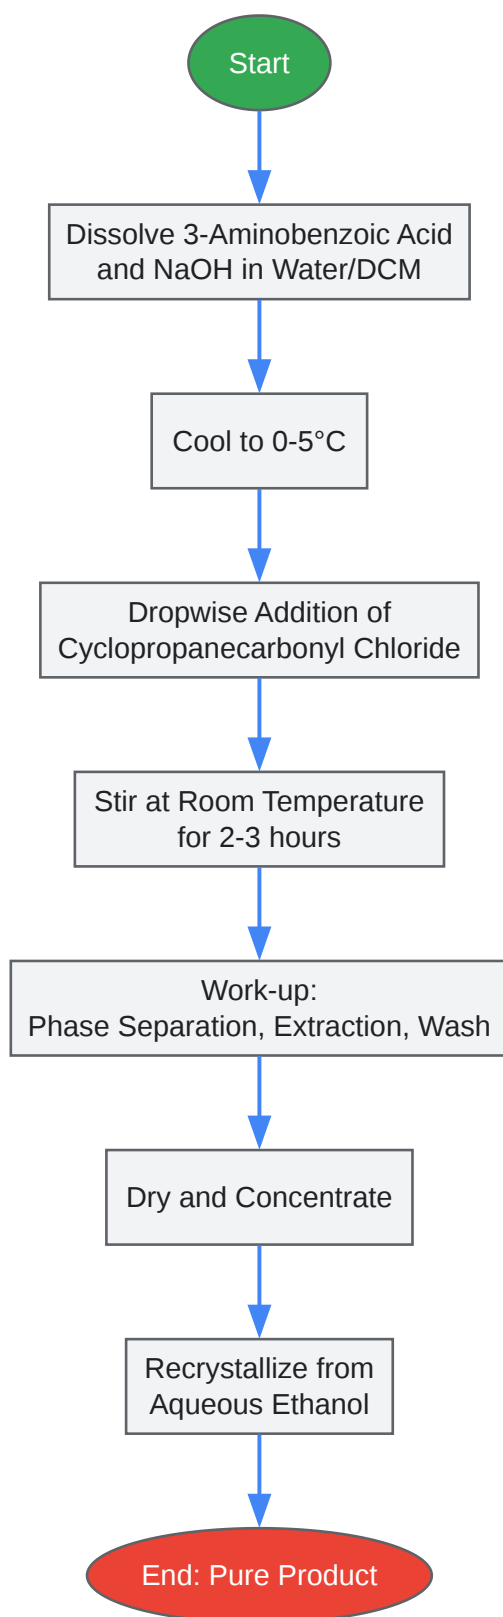 Start
Dissolve 3-Aminobenzoic Acid
and NaOH in Water/DCM
Cool to 0-5°C
Dropwise Addition of
Cyclopropanecarbonyl Chloride
Stir at Room Temperature
for 2-3 hours
Work-up:
Phase Separation, Extraction, Wash
Dry and Concentrate
Recrystallize from
Aqueous Ethanol
End: Pure Product